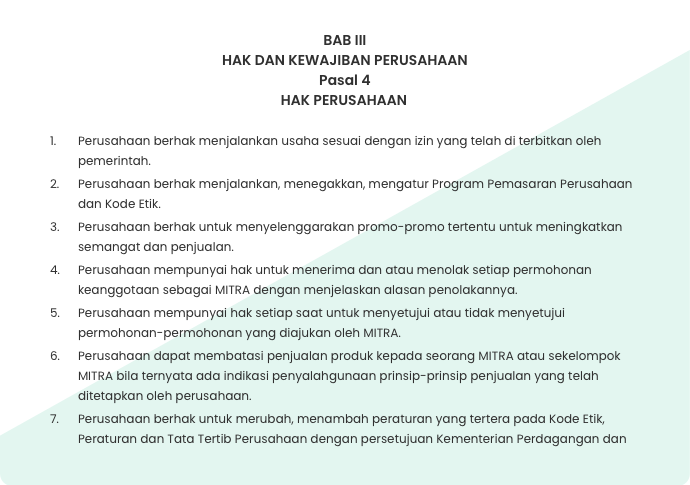 BAB III
HAK DAN KEWAJIBAN PERUSAHAAN
Pasal 4
HAK PERUSAHAAN
1. Perusahaan berhak menjalankan usaha sesuai dengan izin yang telah di terbitkan oleh
pemerintah.
2. Perusahaan berhak menjalankan, menegakkan, mengatur Program Pemasaran Perusahaan
dan Kode Etik.
3. Perusahaan berhak untuk menyelenggarakan promo-promo tertentu untuk meningkatkan
semangat dan penjualan.
4. Perusahaan mempunyai hak untuk menerima dan atau menolak setiap permohonan
keanggotaan sebagai MITRA dengan menjelaskan alasan penolakannya.
5. Perusahaan mempunyai hak setiap saat untuk menyetujui atau tidak menyetujui
permohonan-permohonan yang diajukan oleh MITRA.
6. Perusahaan dapat membatasi penjualan produk kepada seorang MITRA atau sekelompok
MITRA bila ternyata ada indikasi penyalahgunaan prinsip-prinsip penjualan yang telah
ditetapkan oleh perusahaan.
7. Perusahaan berhak untuk merubah, menambah peraturan yang tertera pada Kode Etik,
Peraturan dan Tata Tertib Perusahaan dengan persetujuan Kementerian Perdagangan dan